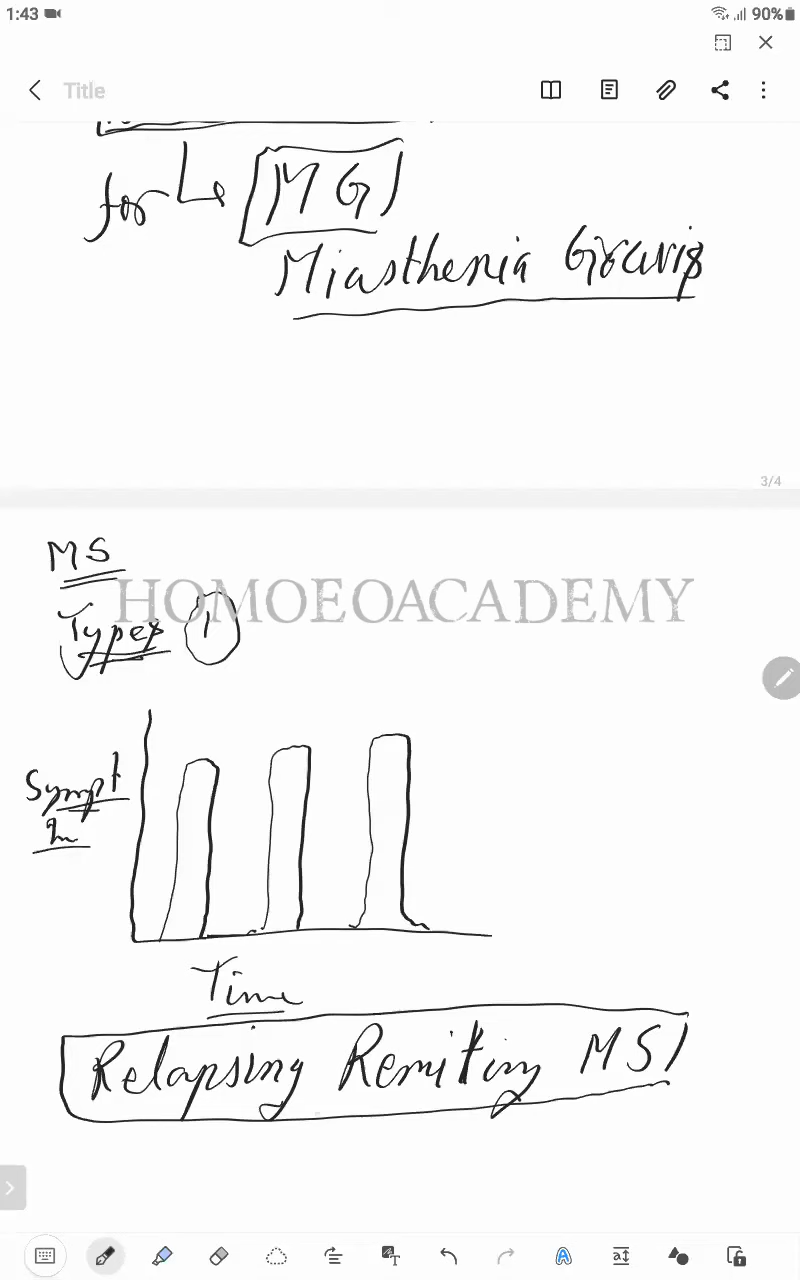 1:43 90%
Title
for MG
Miasthenia Gravis
3/4
MS
HOMOEOACADEMY
Types 1
Sympt
Time
Relapsing Remiting MS